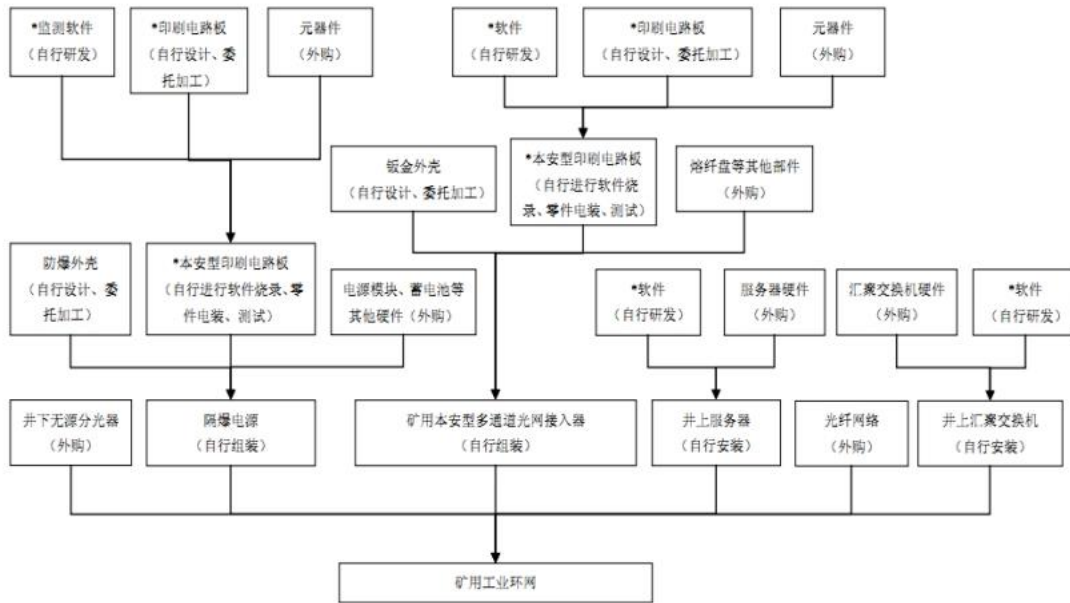 *监测软件
（自行研发）
*印刷电路板
（自行设计、委
托加工）
元器件
（外购）
*软件
（自行研发）
*印刷电路板
（自行设计、委托加工）
元器件
（外购）
钣金外壳
（自行设计、委托加工）
*本安型印刷电路板
（自行进行软件烧
录、零件电装、测试）
熔纤盘等其他部件
（外购）
防爆外壳
（自行设计、委
托加工）
*本安型印刷电路板
（自行进行软件烧录、零
件电装、测试）
电源模块、蓄电池等
其他硬件（外购）
*软件
（自行研发）
服务器硬件
（外购）
汇聚交换机硬件
（外购）
*软件
（自行研发）
井下无源分光器
（外购）
隔爆电源
（自行组装）
矿用本安型多通道光网接入器
（自行组装）
井上服务器
（自行安装）
光纤网络
（外购）
井上汇聚交换机
（自行安装）
矿用工业环网